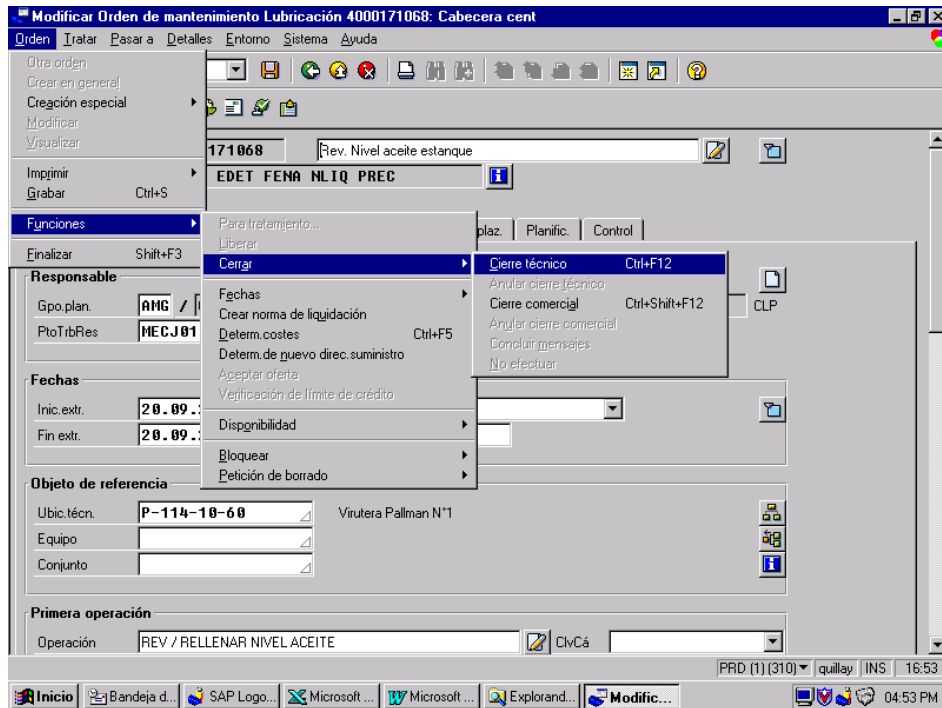 Modificar Orden de mantenimiento Lubricación 4000171068: Cabecera cent
Orden Tratar Pasar a Detalles Entorno Sistema Ayuda
Otra orden
Crear en general
Creación especial
Modificar
Visualizar
Imprimir
Grabar Ctrl+S
Funciones
Finalizar Shift+F3
171068 Rev. Nivel aceite estanque
EDET FENA NLIQ PREC
plaz. Planific. Control
Para tratamiento...
Liberar
Cerrar
Fechas
Crear norma de liquidación
Determ.costes Ctrl+F5
Determ.de nuevo direc.suministro
Aceptar oferta
Verificación de límite de crédito
Disponibilidad
Bloquear
Petición de borrado
Cierre técnico Ctrl+F12
Anular cierre técnico
Cierre comercial Ctrl+Shift+F12
Anular cierre comercial
Concluir mensajes
No efectuar
Responsable
Gpo.plan. AMG / CLP
PtoTrbRes MECJ01
Fechas
Inic.extr. 20.09.
Fin extr. 20.09.
Objeto de referencia
Ubic.técn. P-114-10-60 Virutera Pallman N°1
Equipo
Conjunto
Primera operación
Operación REV / RELLENAR NIVEL ACEITE ClvCá
PRD (1) (310) quillay INS 16:53
Inicio Bandeja d... SAP Logo... Microsoft ... Microsoft ... Explorand... Modific... 04:53 PM